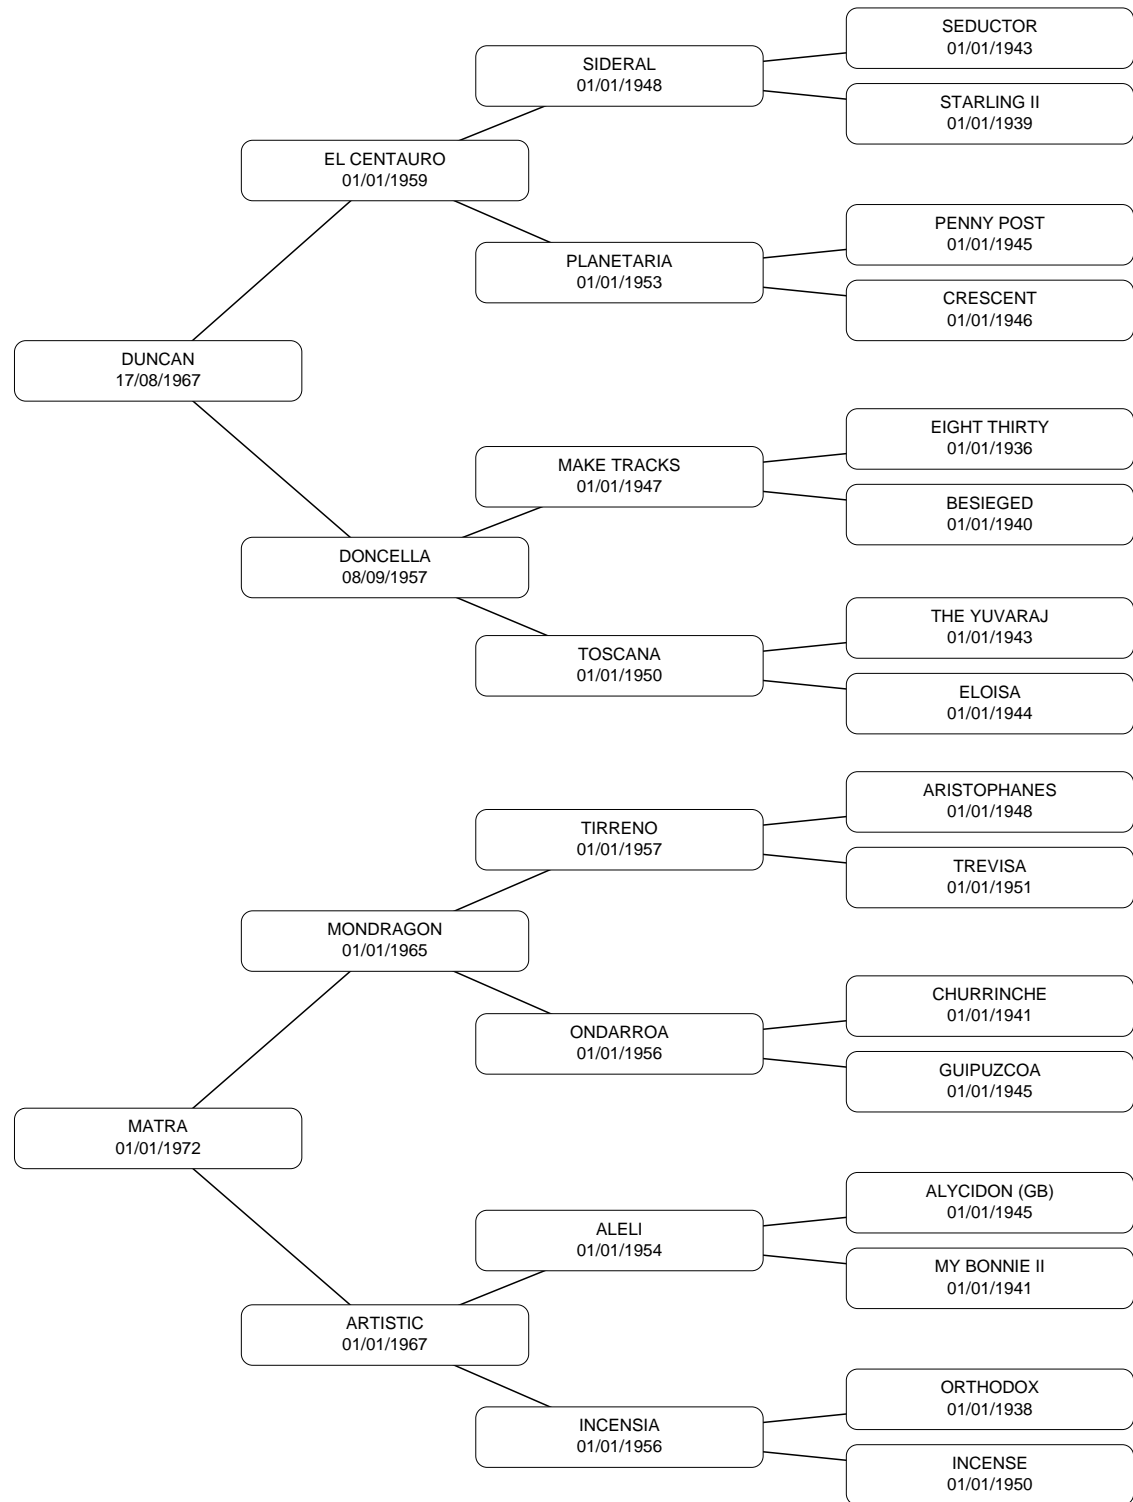 SEDUCTOR
01/01/1943
SIDERAL
01/01/1948
STARLING II
01/01/1939
EL CENTAURO
01/01/1959
PENNY POST
01/01/1945
PLANETARIA
01/01/1953
CRESCENT
01/01/1946
DUNCAN
17/08/1967
EIGHT THIRTY
01/01/1936
MAKE TRACKS
01/01/1947
BESIEGED
01/01/1940
DONCELLA
08/09/1957
THE YUVARAJ
01/01/1943
TOSCANA
01/01/1950
ELOISA
01/01/1944
ARISTOPHANES
01/01/1948
TIRRENO
01/01/1957
TREVISA
01/01/1951
MONDRAGON
01/01/1965
CHURRINCHE
01/01/1941
ONDARROA
01/01/1956
GUIPUZCOA
01/01/1945
MATRA
01/01/1972
ALYCIDON (GB)
01/01/1945
ALELI
01/01/1954
MY BONNIE II
01/01/1941
ARTISTIC
01/01/1967
ORTHODOX
01/01/1938
INCENSIA
01/01/1956
INCENSE
01/01/1950